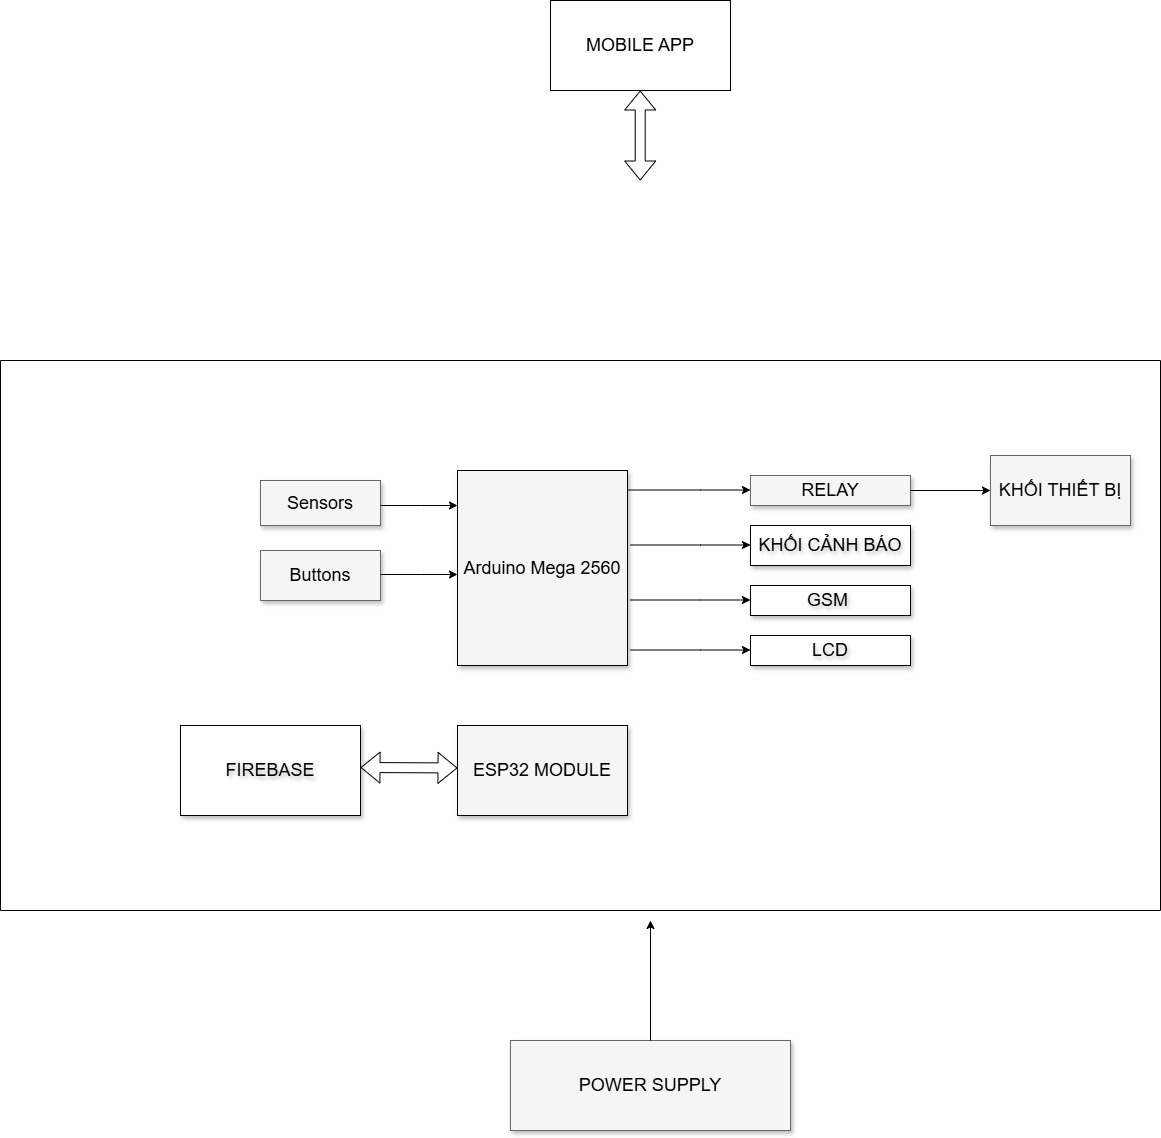 MOBILE APP
Sensors
Buttons
Arduino Mega 2560
RELAY
KHỐI THIẾT BỊ
KHỐI CẢNH BÁO
GSM
LCD
FIREBASE
ESP32 MODULE
POWER SUPPLY